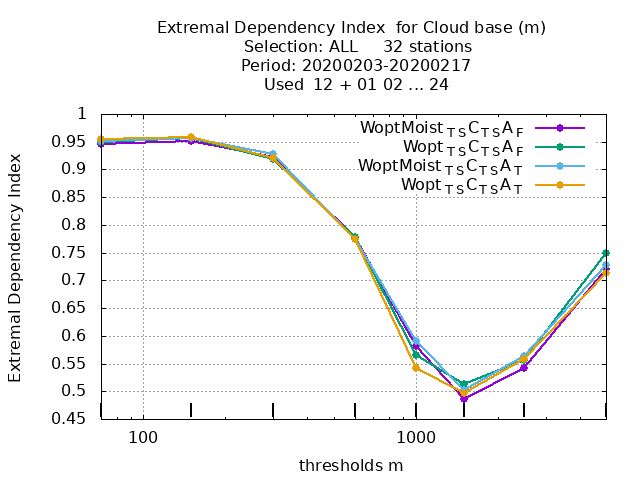 Extremal Dependency Index  for Cloud base (m)
Selection: ALL     32 stations
Period: 20200203-20200217
Used  12 + 01 02 ... 24
Extremal Dependency Index
1
0.95
0.9
0.85
0.8
0.75
0.7
0.65
0.6
0.55
0.5
0.45
WoptMoist TS C TS A F
Wopt TS C TS A F
WoptMoist TS C TS A T
Wopt TS C TS A T
100
1000
thresholds m